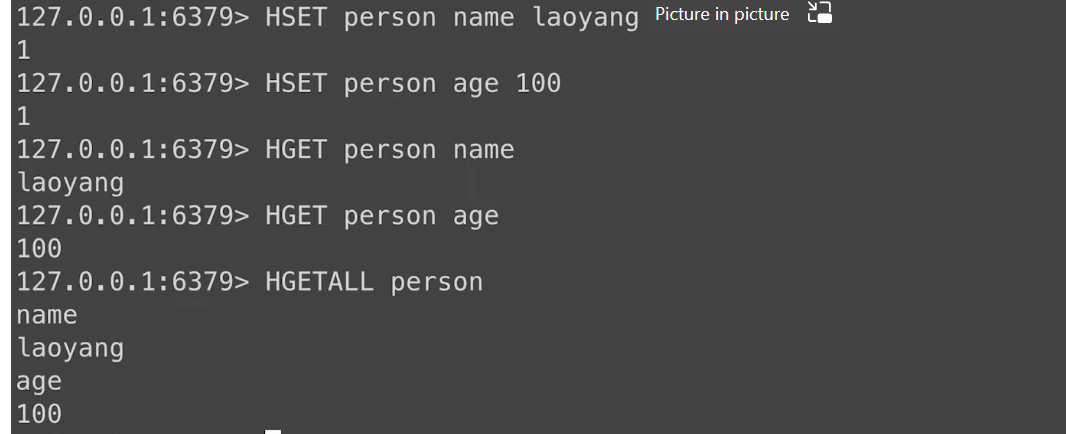 127.0.0.1:6379> HSET person name laoyang Picture in picture
1
127.0.0.1:6379> HSET person age 100
1
127.0.0.1:6379> HGET person name
laoyang
127.0.0.1:6379> HGET person age
100
127.0.0.1:6379> HGETALL person
name
laoyang
age
100